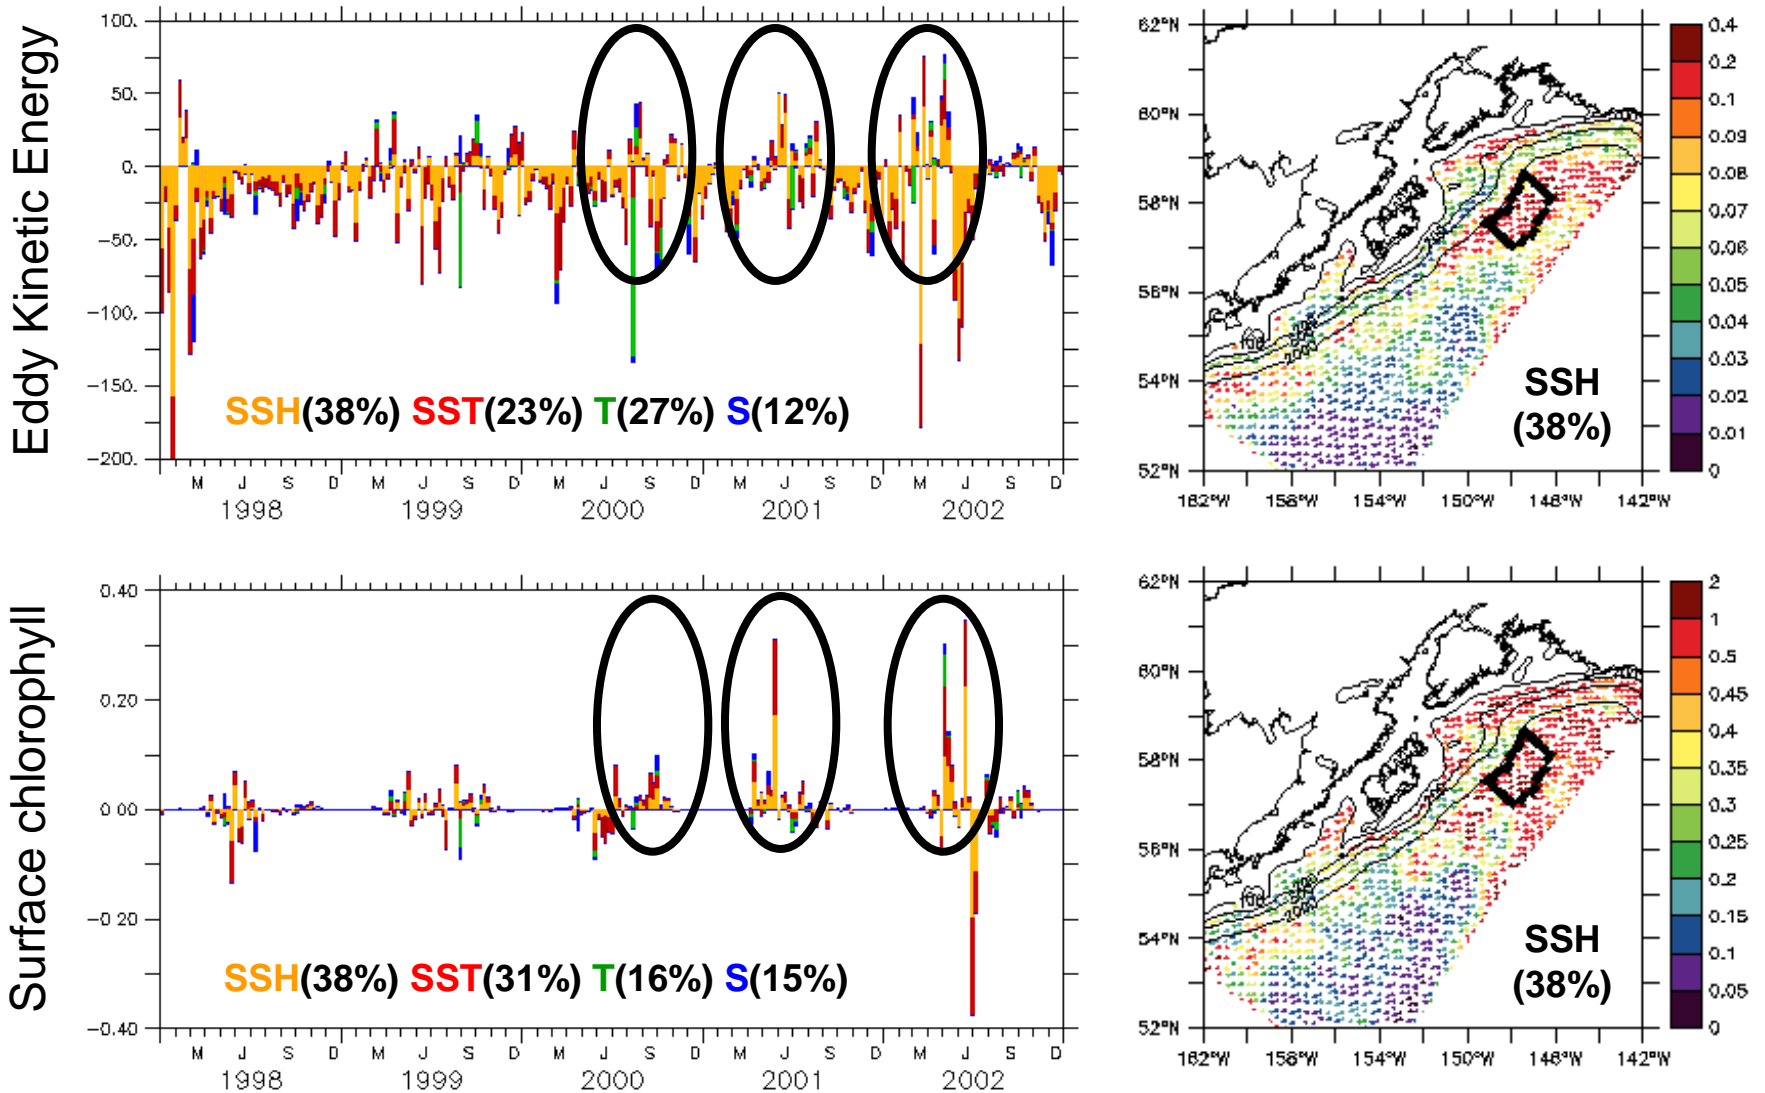 Eddy Kinetic Energy
100.
50.
0.
−50.
−100.
−150.
−200.
SSH(38%) SST(23%) T(27%) S(12%)
M J S D M J S D M J S D M J S D M J S D
1998 1999 2000 2001 2002
62°N
60°N
58°N
56°N
54°N
52°N
162°W 158°W 154°W 150°W 146°W 142°W
SSH
(38%)
0.4
0.2
0.1
0.09
0.08
0.07
0.06
0.05
0.04
0.03
0.02
0.01
0
Surface chlorophyll
0.40
0.20
0.00
−0.20
−0.40
SSH(38%) SST(31%) T(16%) S(15%)
M J S D M J S D M J S D M J S D M J S D
1998 1999 2000 2001 2002
62°N
60°N
58°N
56°N
54°N
52°N
162°W 158°W 154°W 150°W 146°W 142°W
SSH
(38%)
2
1
0.5
0.45
0.4
0.35
0.3
0.25
0.2
0.15
0.1
0.05
0